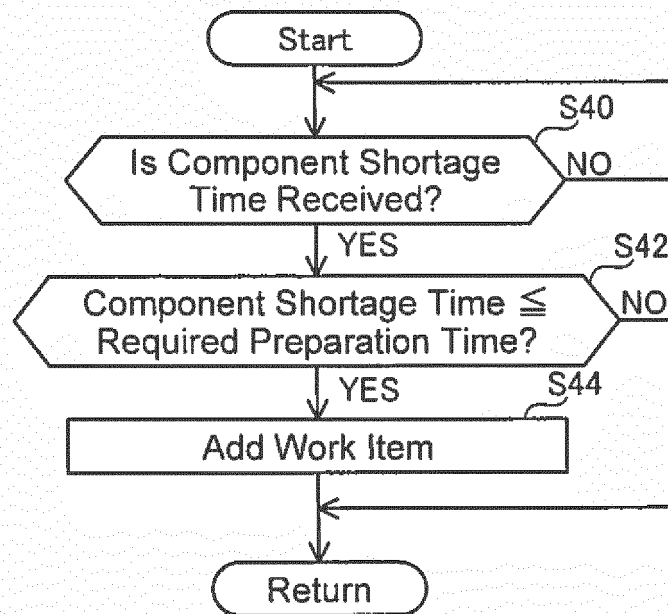 Start
S40
Is Component Shortage
Time Received?
NO
YES
S42
Component Shortage Time ≦
Required Preparation Time?
NO
YES
S44
Add Work Item
Return